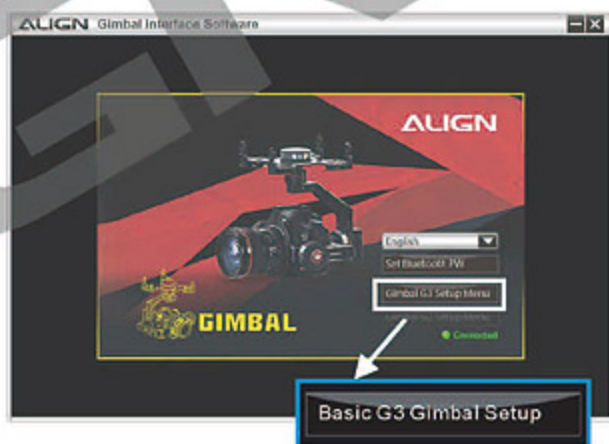 ALIGN Gimbal Interface Software
ALIGN
English
Set Bluetooth PW
Gimbal G3 Setup Menu
Connected
GIMBAL
Basic G3 Gimbal Setup